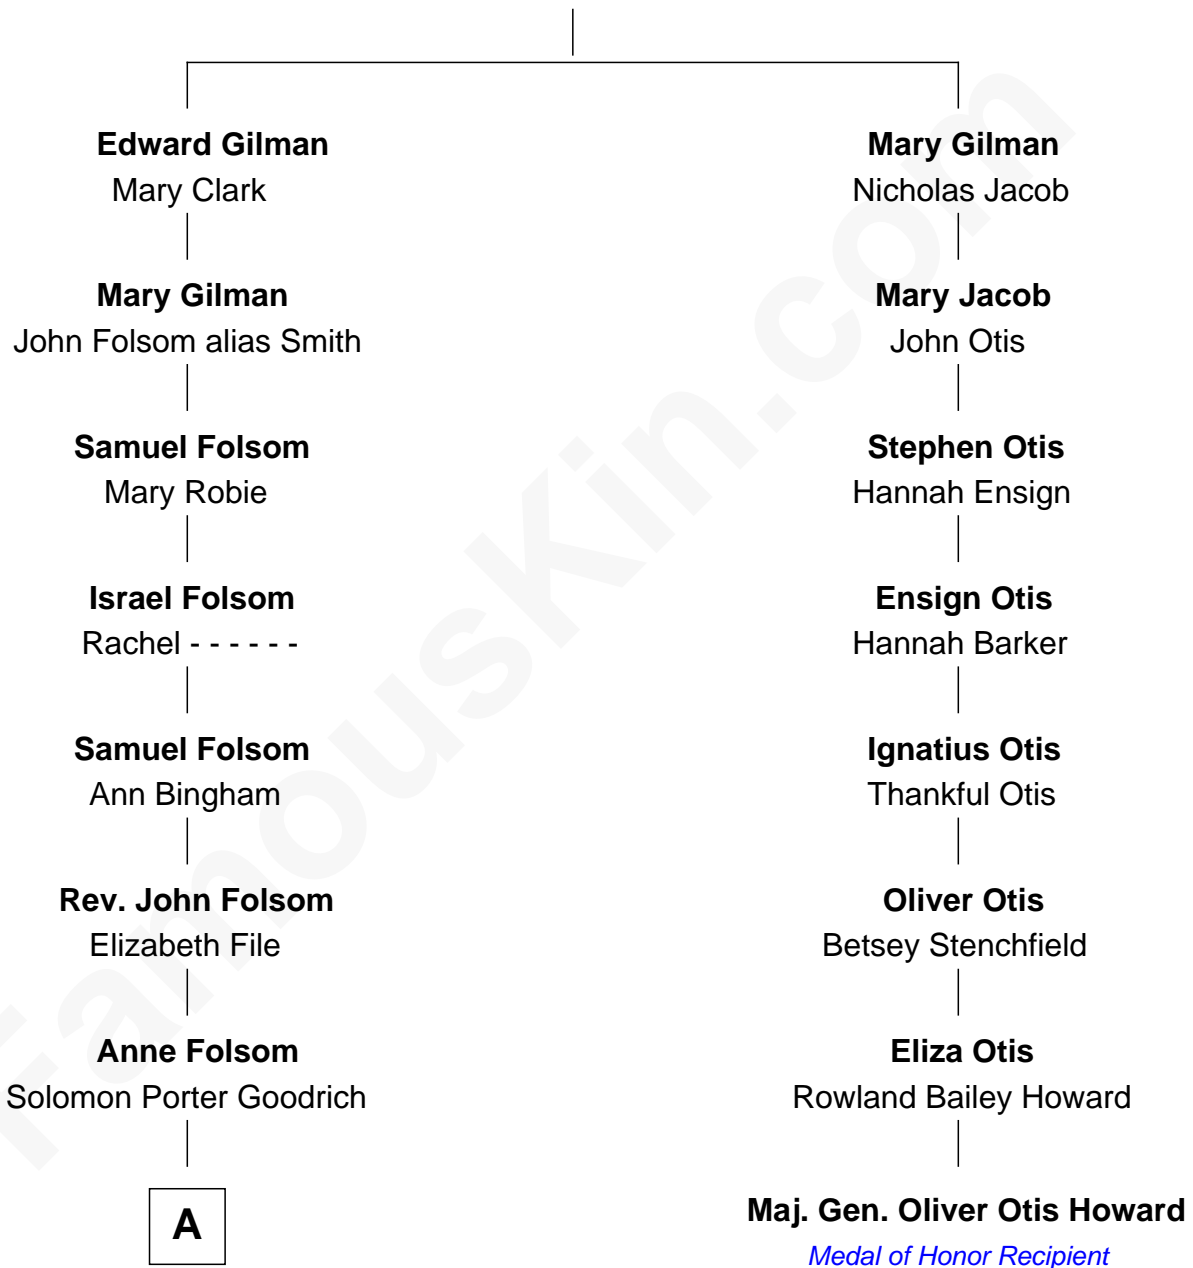 Edward Gilman
Mary Clark
Mary Gilman
Nicholas Jacob
Mary Gilman
John Folsom alias Smith
Mary Jacob
John Otis
Samuel Folsom
Mary Robie
Stephen Otis
Hannah Ensign
Israel Folsom
Rachel - - - - - -
Ensign Otis
Hannah Barker
Samuel Folsom
Ann Bingham
Ignatius Otis
Thankful Otis
Rev. John Folsom
Elizabeth File
Oliver Otis
Betsey Stenchfield
Anne Folsom
Solomon Porter Goodrich
Eliza Otis
Rowland Bailey Howard
A
Maj. Gen. Oliver Otis Howard
Medal of Honor Recipient
FamousKin.com